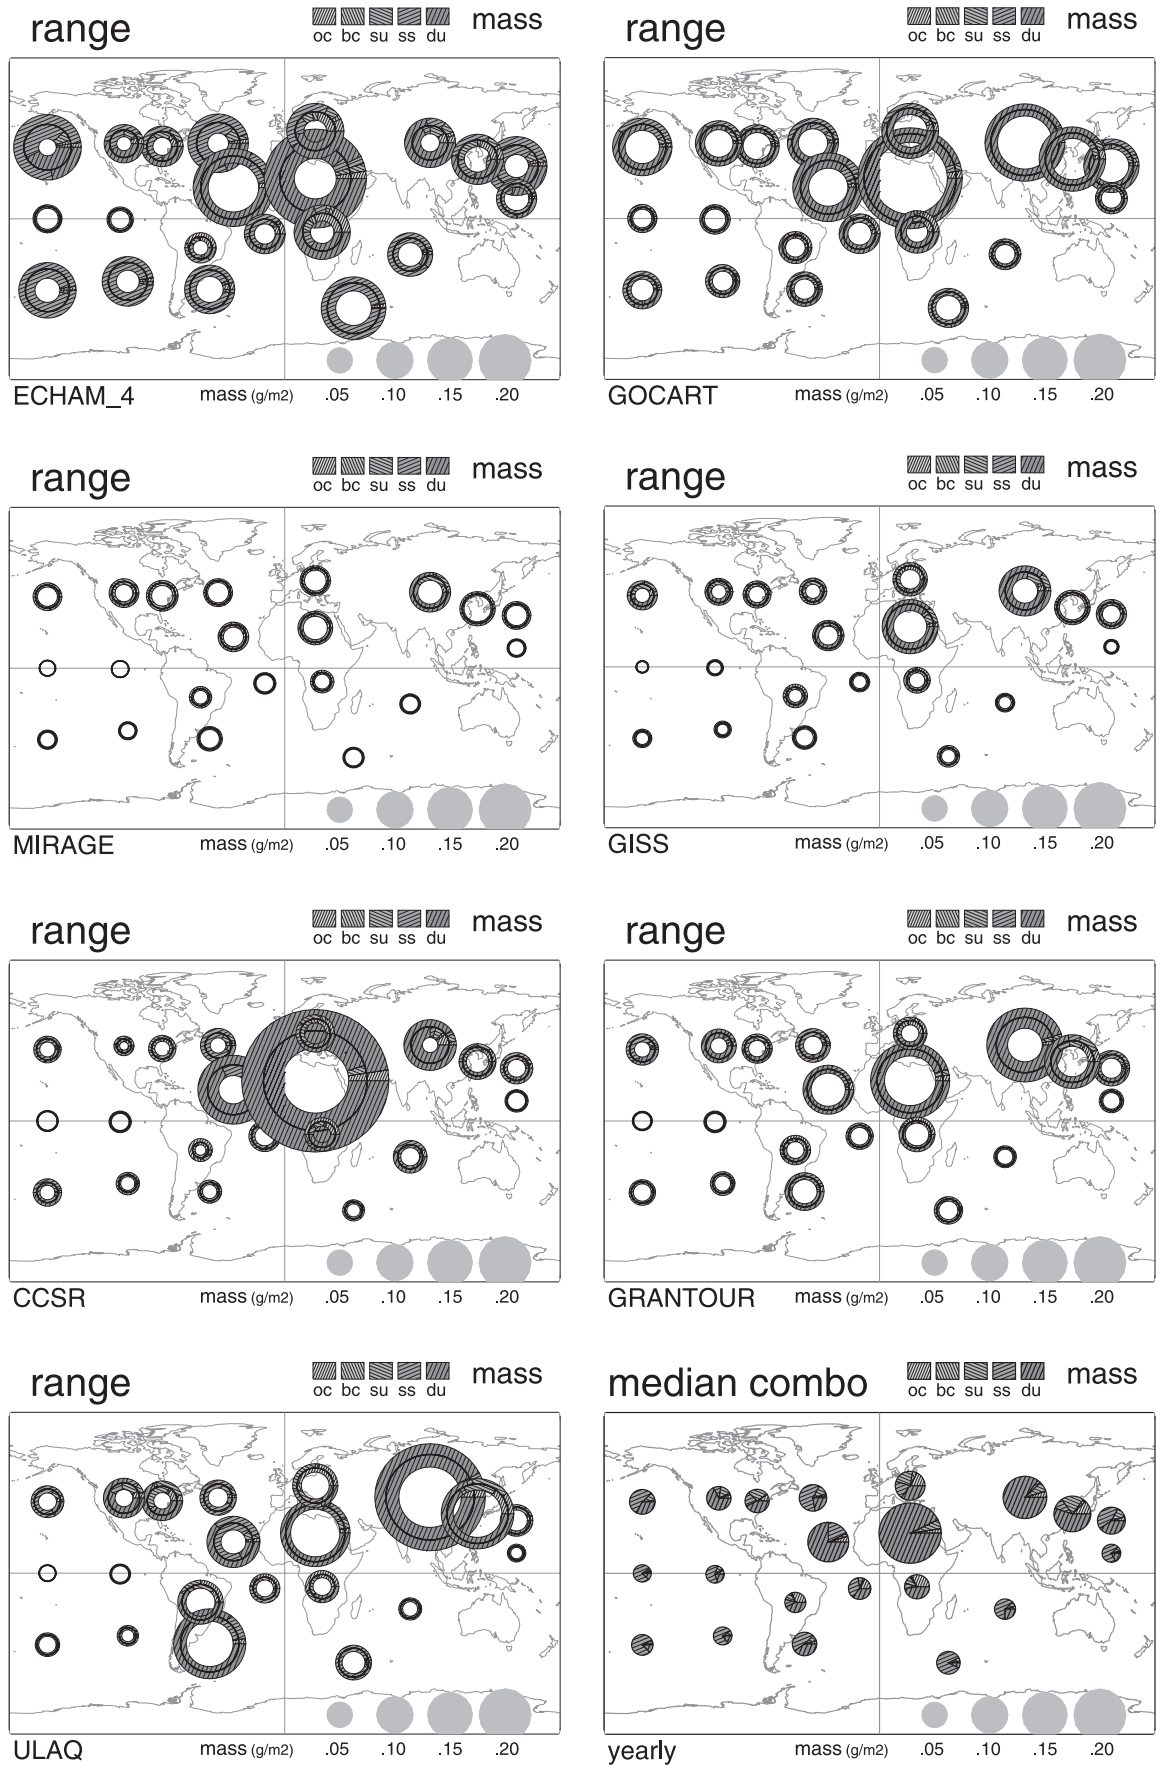 range mass range mass
oc bc su ss du oc bc su ss du
ECHAM_4 mass (g/m2) .05 .10 .15 .20 GOCART mass (g/m2) .05 .10 .15 .20
range mass range mass
oc bc su ss du oc bc su ss du
MIRAGE mass (g/m2) .05 .10 .15 .20 GISS mass (g/m2) .05 .10 .15 .20
range mass range mass
oc bc su ss du oc bc su ss du
CCSR mass (g/m2) .05 .10 .15 .20 GRANTOUR mass (g/m2) .05 .10 .15 .20
range mass median combo mass
oc bc su ss du oc bc su ss du
ULAQ mass (g/m2) .05 .10 .15 .20 yearly mass (g/m2) .05 .10 .15 .20